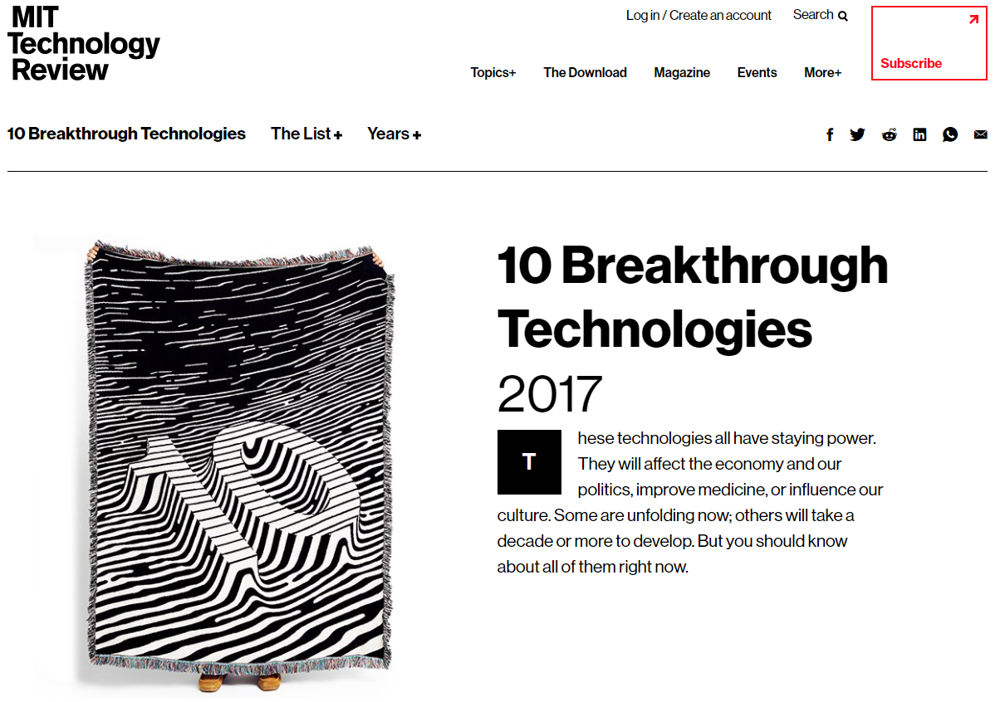 MIT
Technology
Review
Log in / Create an account
Search
Subscribe
Topics+
The Download
Magazine
Events
More+
10 Breakthrough Technologies
The List+
Years+
10
10 Breakthrough
Technologies
2017
These technologies all have staying power.
They will affect the economy and our
politics, improve medicine, or influence our
culture. Some are unfolding now; others will take a
decade or more to develop. But you should know
about all of them right now.